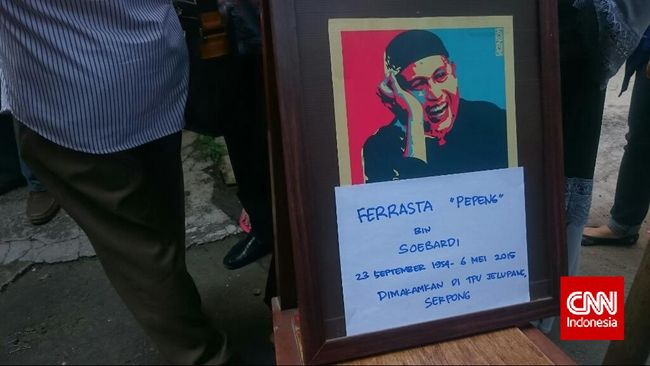 FERRASTA "PEPENG"
BIN
SOEBARDI
23 SEPTEMBER 1954 - 6 MEI 2015
DIMAKAMKAN DI TPU JELUPANG,
SERPONG
CNN
Indonesia